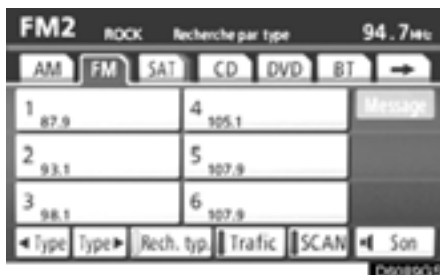 FM2 ROCK Recherche par type 94.7MHz
AM FM SAT CD DVD BT
1 87.9 4 105.1 Message
2 93.1 5 107.9
3 98.1 6 107.9
◄Type Type► Rech. typ. Trafic SCAN Son